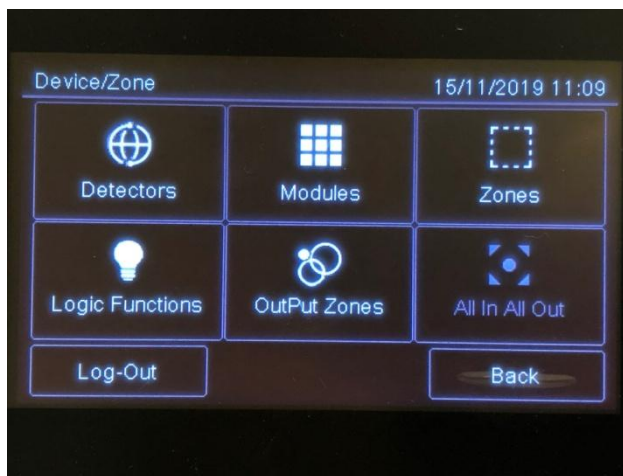 Device/Zone 15/11/2019 11:09
Detectors Modules Zones
Logic Functions OutPut Zones All In All Out
Log-Out Back